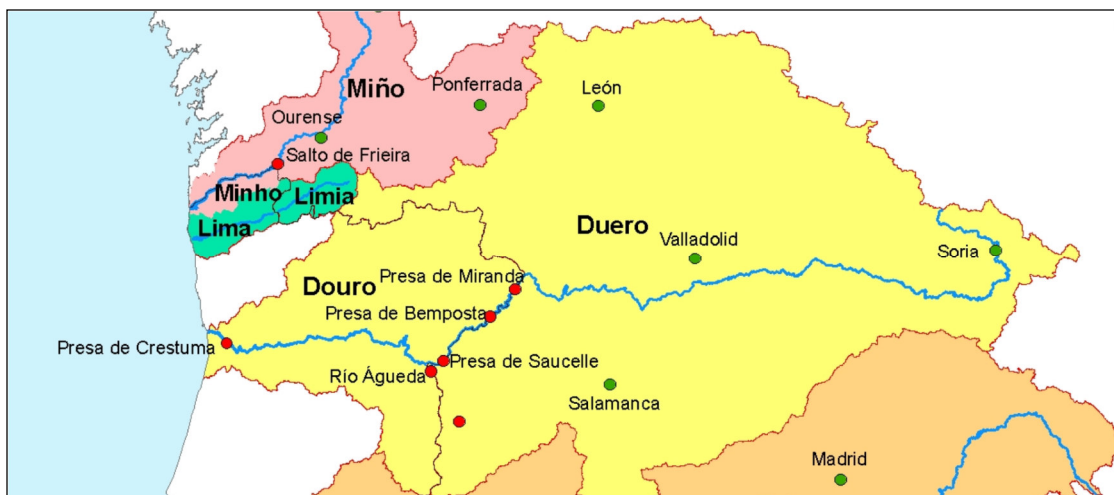 Miño
Ponferrada
León
Ourense
Salto de Frieira
Minho
Limia
Lima
Duero
Valladolid
Soria
Presa de Miranda
Douro
Presa de Bemposta
Presa de Crestuma
Presa de Saucelle
Río Águeda
Salamanca
Madrid